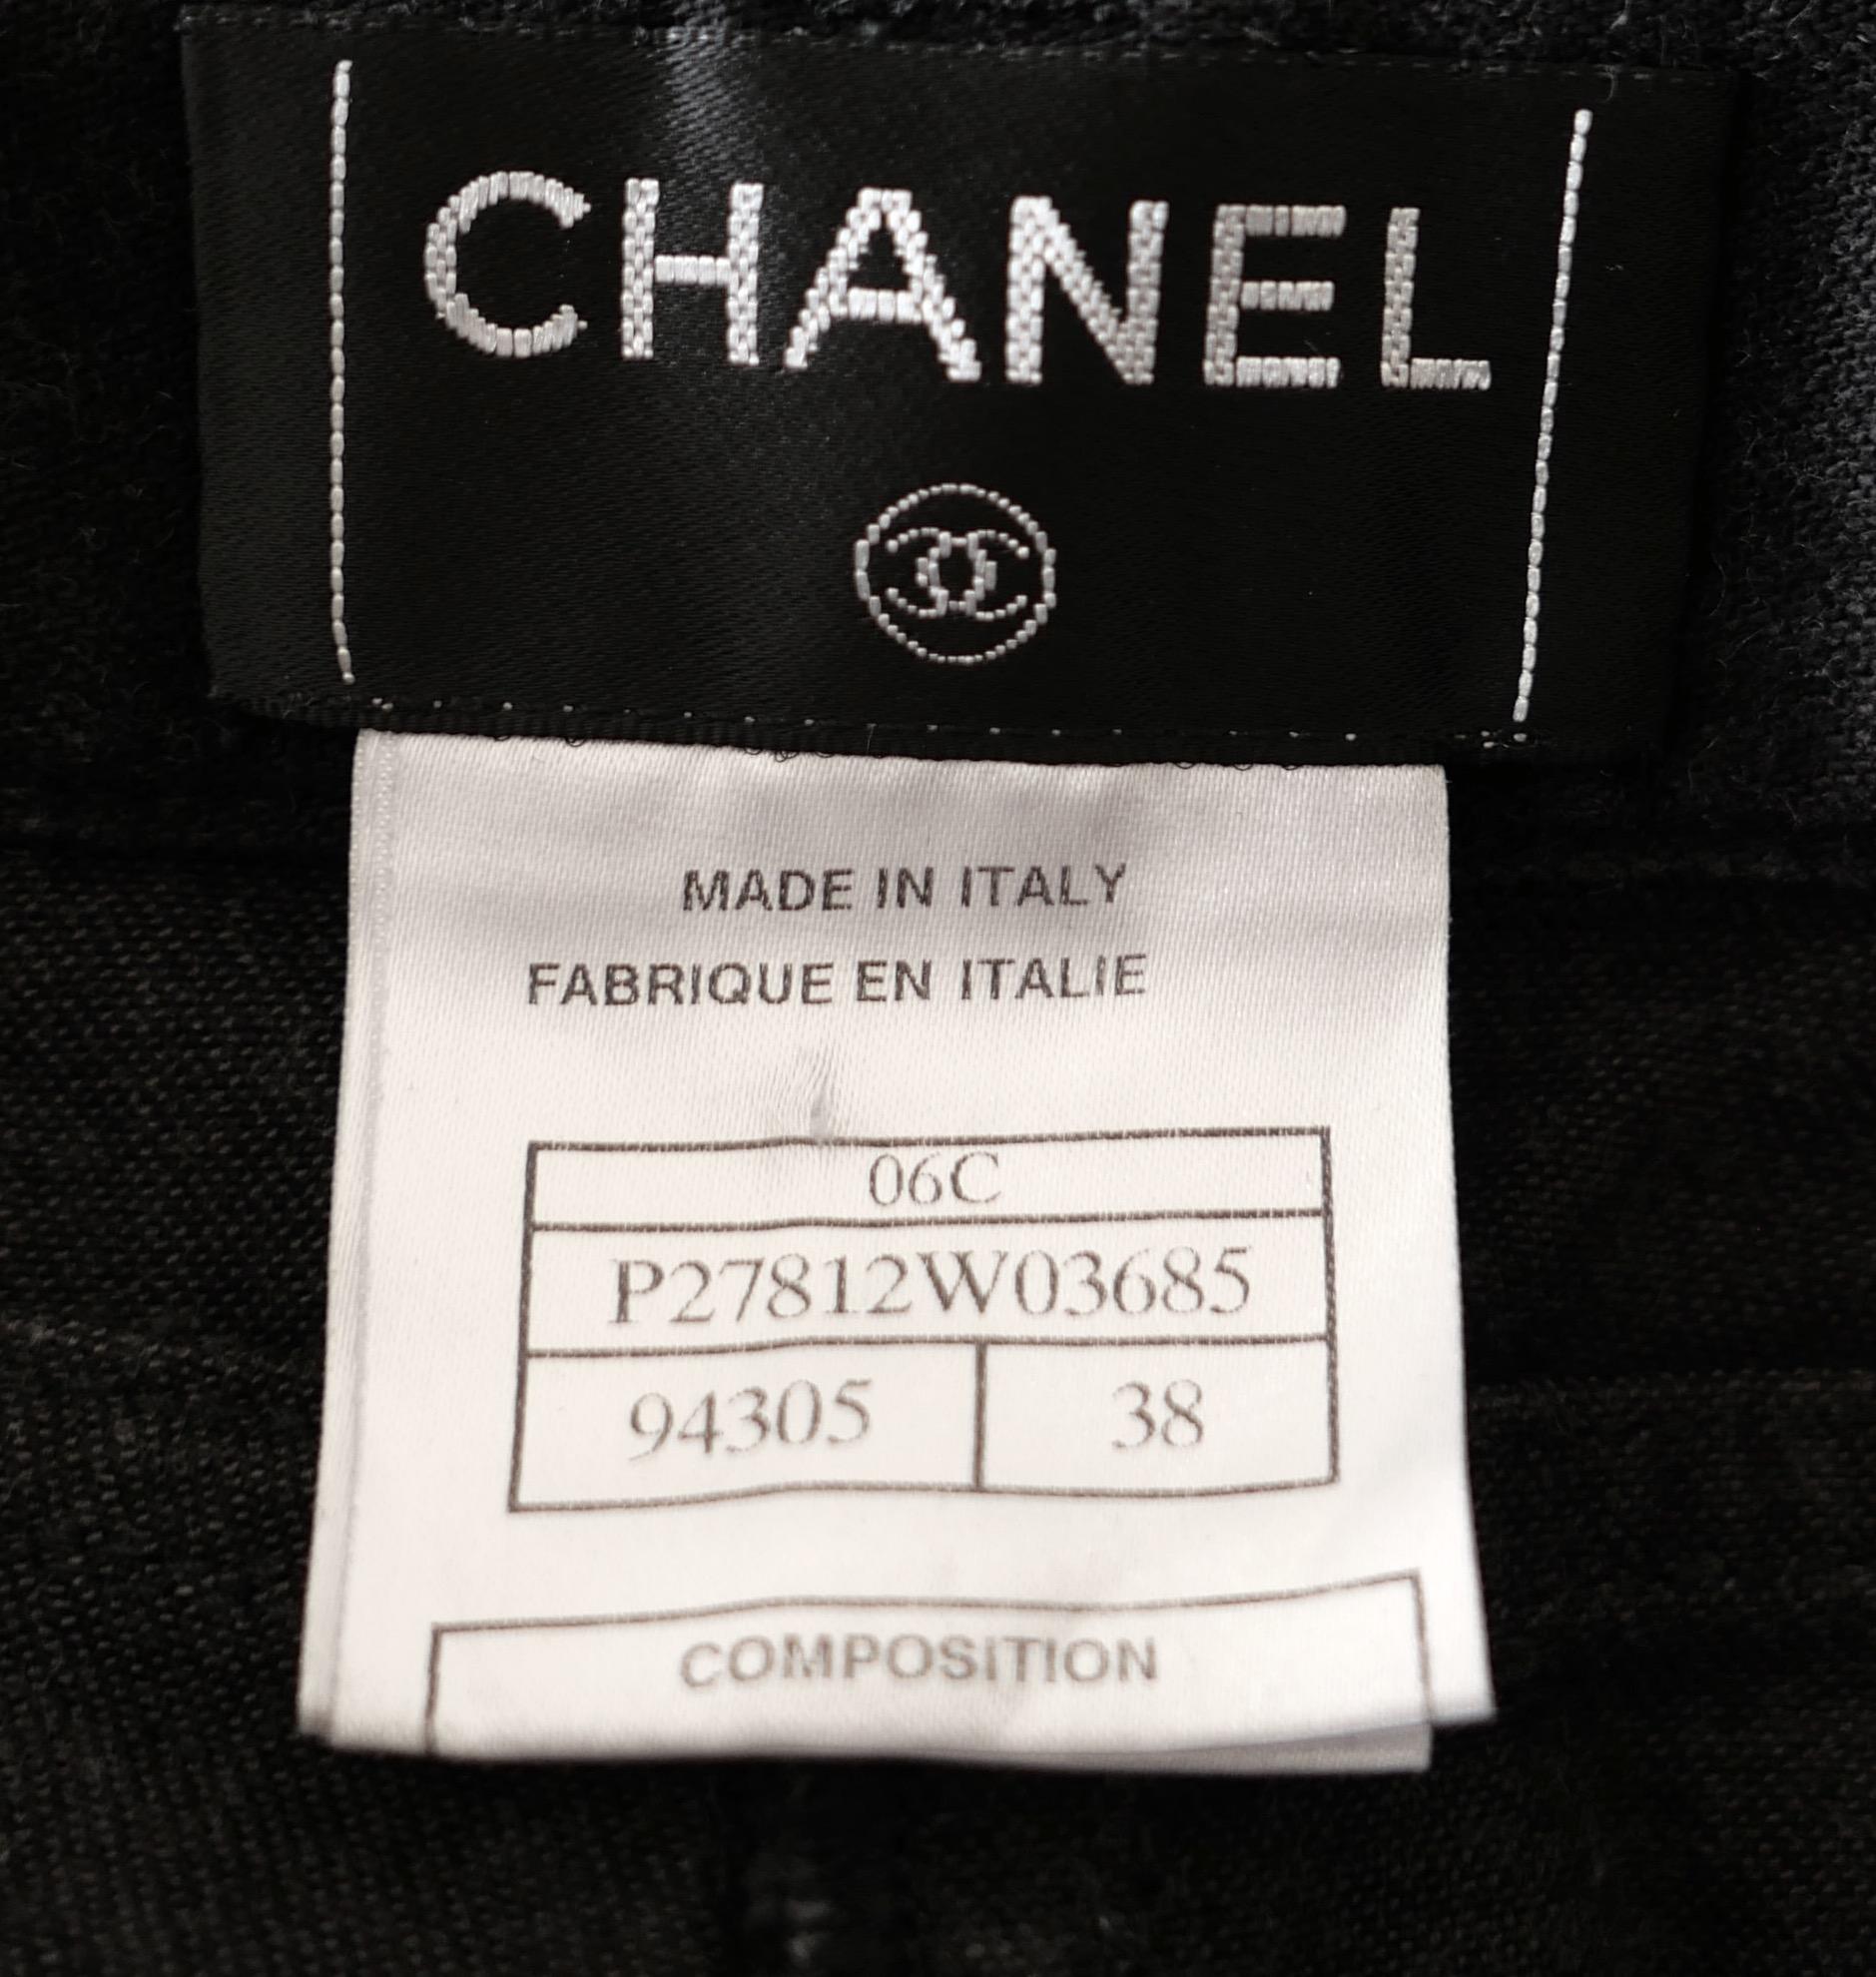 CHANEL
MADE IN ITALY
FABRIQUE EN ITALIE
06C
P27812W03685
94305 38
COMPOSITION